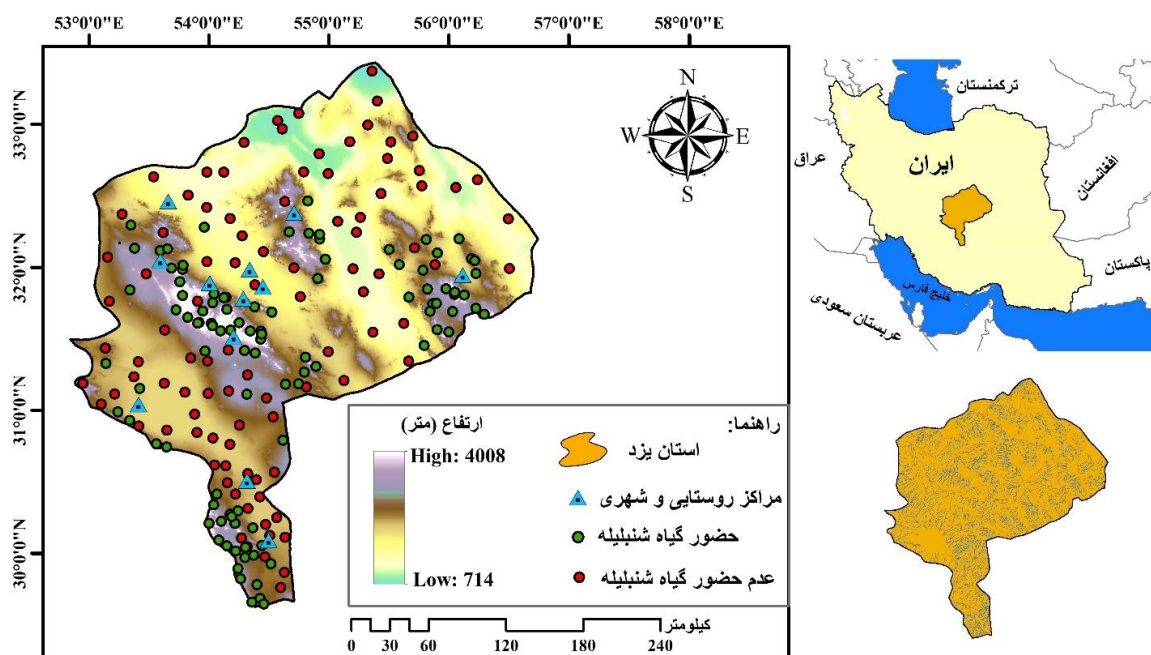 53°0'0"E 54°0'0"E 55°0'0"E 56°0'0"E 57°0'0"E 58°0'0"E
33°0'0"N
32°0'0"N
31°0'0"N
30°0'0"N
N
W E
S
راهنما:
استان یزد
مراکز روستایی و شهری
حضور گیاه شنبلیله
عدم حضور گیاه شنبلیله
ارتفاع (متر)
High: 4008
Low: 714
کیلومتر
0 30 60 120 180 240
ترکمنستان
عراق
ایران
افغانستان
پاکستان
خلیج فارس
عربستان سعودی